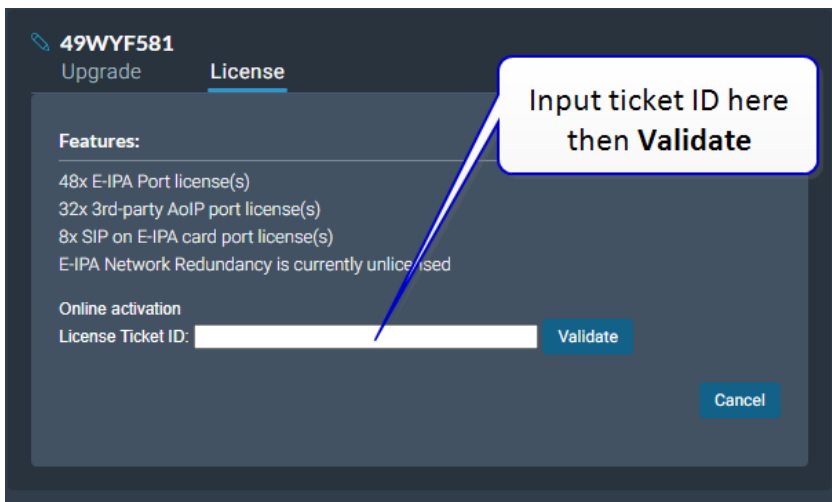 49WYF581
Upgrade License
Input ticket ID here
then Validate
Features:
48x E-IPA Port license(s)
32x 3rd-party AoIP port license(s)
8x SIP on E-IPA card port license(s)
E-IPA Network Redundancy is currently unlicensed
Online activation
License Ticket ID: Validate
Cancel